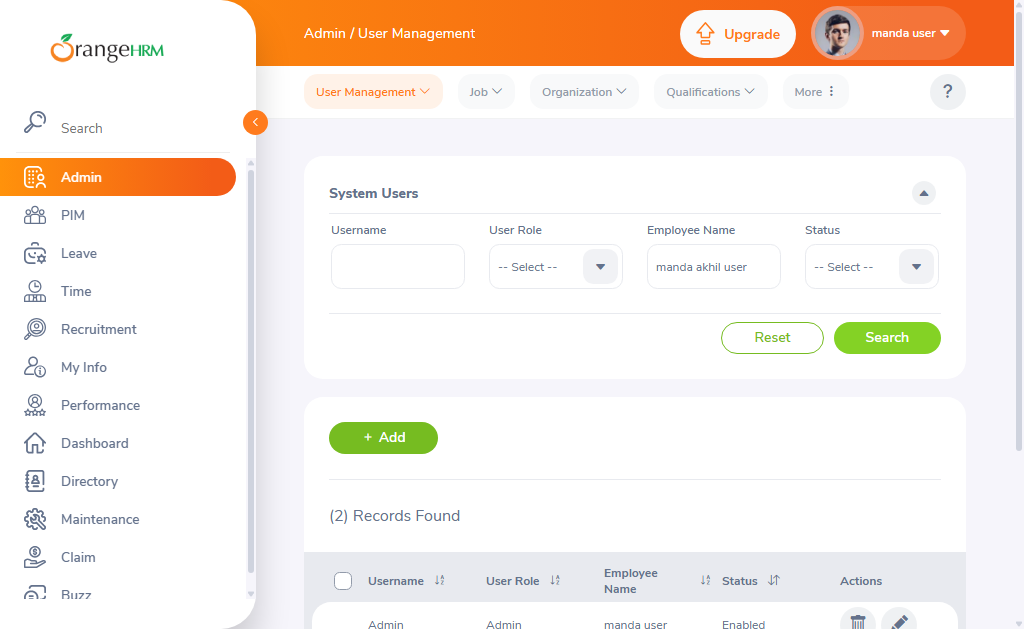 OrangeHRM
Search
Admin
PIM
Leave
Time
Recruitment
My Info
Performance
Dashboard
Directory
Maintenance
Claim
Buzz
Admin / User Management
Upgrade
manda user
User Management
Job
Organization
Qualifications
More
?
System Users
Username User Role Employee Name Status
-- Select -- manda akhil user -- Select --
Reset Search
+ Add
(2) Records Found
Username User Role Employee Name Status Actions
Admin Admin manda user Enabled